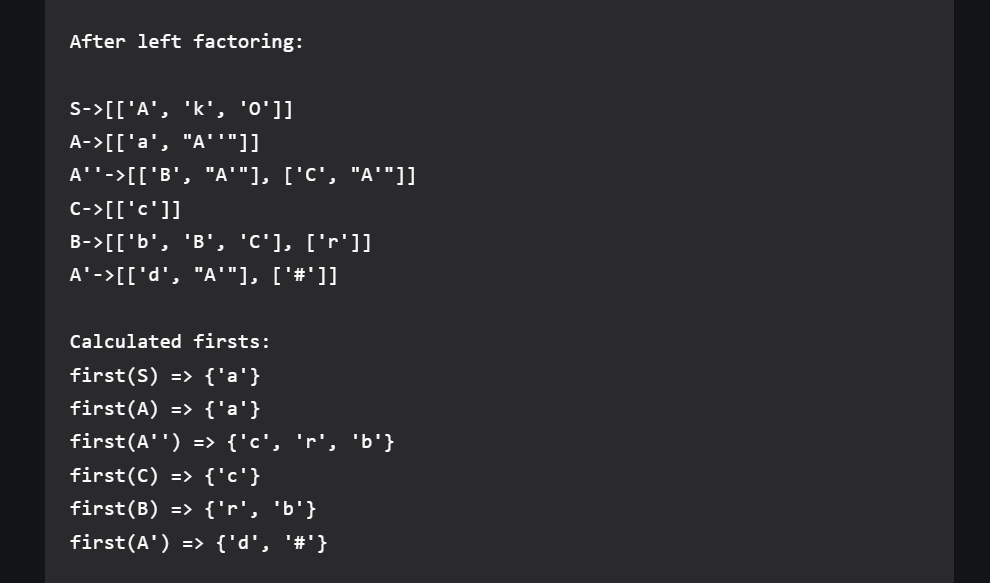 After left factoring:
S->[['A', 'k', 'O']]
A->[['a', "A''"]]
A''->[['B', "A'"], ['C', "A'"]]
C->[['c']]
B->[['b', 'B', 'C'], ['r']]
A'->[['d', "A'"], ['#']]
Calculated firsts:
first(S) => {'a'}
first(A) => {'a'}
first(A'') => {'c', 'r', 'b'}
first(C) => {'c'}
first(B) => {'r', 'b'}
first(A') => {'d', '#'}